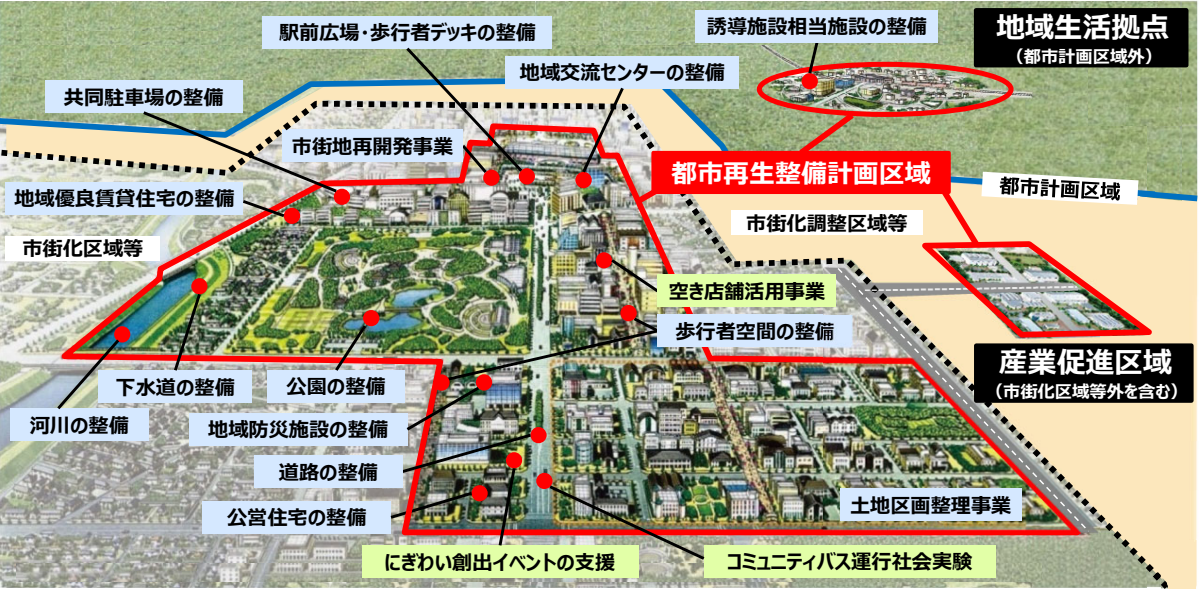 駅前広場・歩行者デッキの整備
誘導施設相当施設の整備
地域生活拠点
（都市計画区域外）
地域交流センターの整備
共同駐車場の整備
市街地再開発事業
都市再生整備計画区域
都市計画区域
地域優良賃貸住宅の整備
市街化区域等
市街化調整区域等
空き店舗活用事業
歩行者空間の整備
産業促進区域
（市街化区域等外を含む）
下水道の整備
公園の整備
河川の整備
地域防災施設の整備
道路の整備
公営住宅の整備
土地区画整理事業
にぎわい創出イベントの支援
コミュニティバス運行社会実験